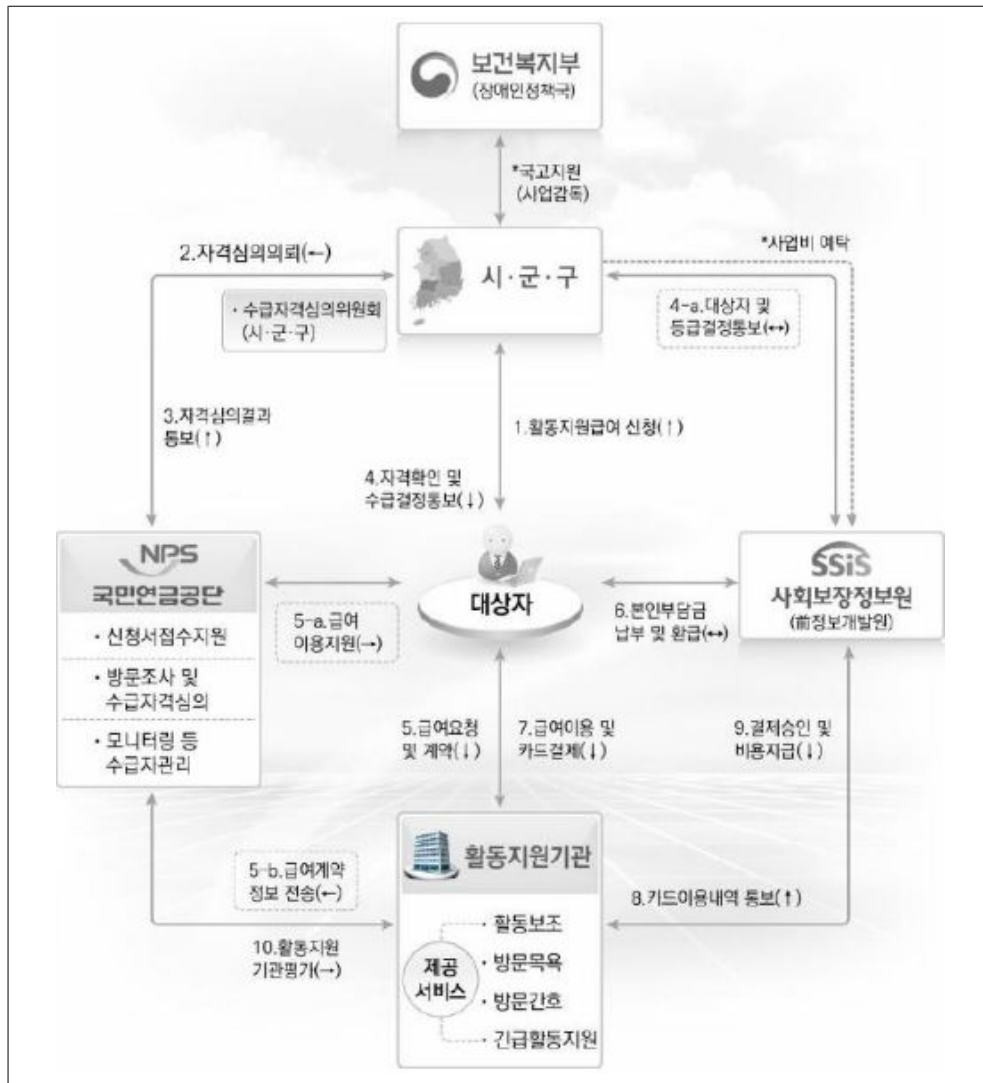 보건복지부
(장애인정책국)
*국고지원
(사업감독)
2.자격심의의뢰(←)
시·군·구
*사업비 예탁
· 수급자격심의위원회
(시·군·구)
4-a.대상자 및
등급결정통보(↔)
3.자격심의결과
통보(↑)
1.활동지원급여 신청(↑)
4.자격확인 및
수급결정통보(↓)
NPS
국민연금공단
· 신청서접수지원
· 방문조사 및
수급자격심의
· 모니터링 등
수급자관리
대상자
SSiS
사회보장정보원
(前정보개발원)
5-a.급여
이용지원(→)
6.본인부담금
납부 및 환급(↔)
5.급여요청
및 계약(↓)
7.급여이용 및
카드결제(↓)
9.결제승인 및
비용지급(↓)
활동지원기관
5-b.급여계약
정보 전송(←)
8.카드이용내역 통보(↑)
10.활동지원
기관평가(→)
제공
서비스
· 활동보조
· 방문목욕
· 방문간호
· 긴급활동지원